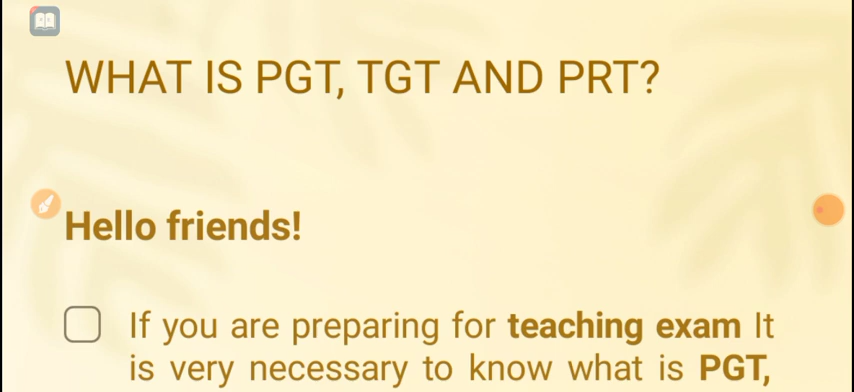 WHAT IS PGT, TGT AND PRT?
Hello friends!
If you are preparing for teaching exam It
is very necessary to know what is PGT,